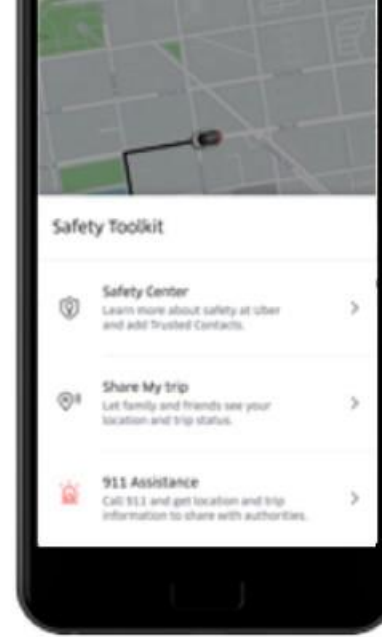 Safety Toolkit
Safety Center
Learn more about safety at Uber
and add Trusted Contacts.
Share My trip
Let family and friends see your
location and trip status.
911 Assistance
Call 911 and get location and trip
information to share with authorities.